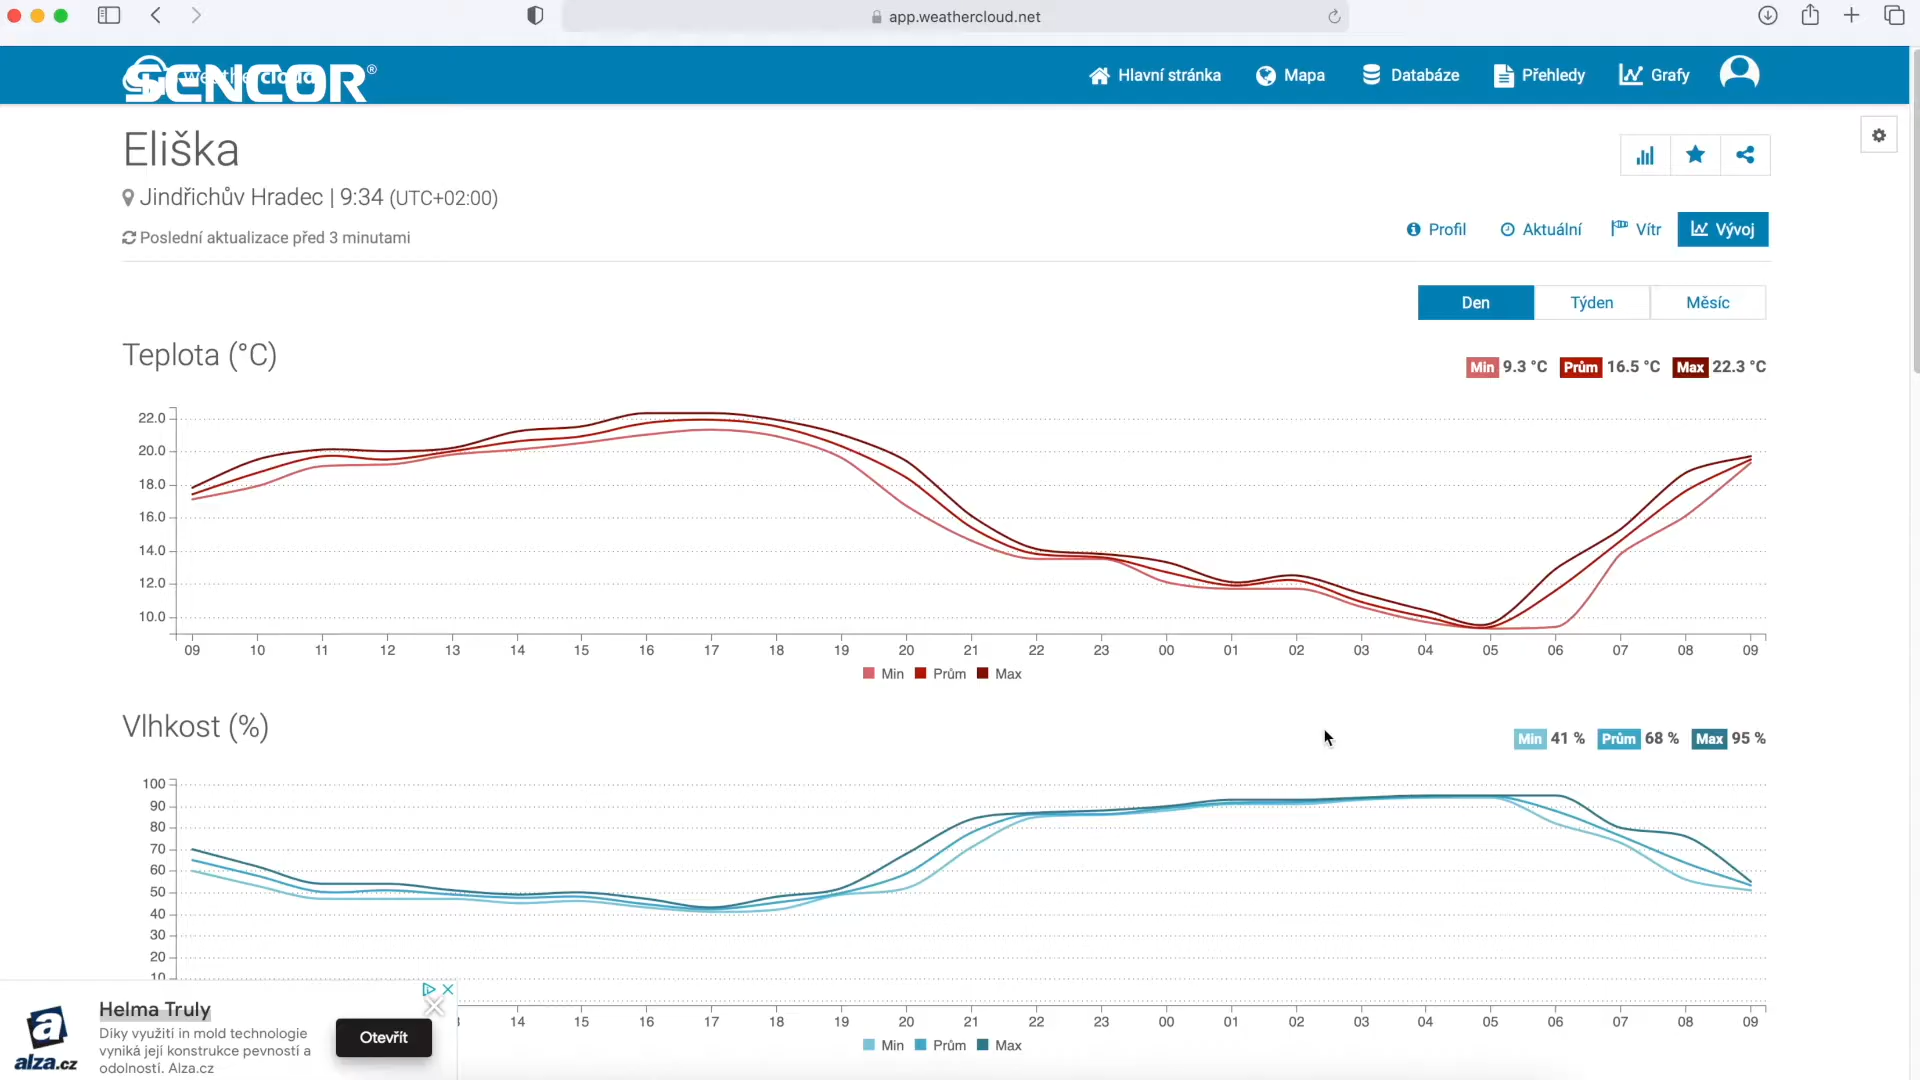 app.weathercloud.net
SENCOR®
weathercloud
Hlavní stránka
Mapa
Databáze
Přehledy
Grafy
Eliška
Jindřichův Hradec | 9:34 (UTC+02:00)
Poslední aktualizace před 3 minutami
Profil
Aktuální
Vítr
Vývoj
Den
Týden
Měsíc
Teplota (°C)
Min 9.3 °C Prům 16.5 °C Max 22.3 °C
22.0
20.0
18.0
16.0
14.0
12.0
10.0
09 10 11 12 13 14 15 16 17 18 19 20 21 22 23 00 01 02 03 04 05 06 07 08 09
Min Prům Max
Vlhkost (%)
Min 41 % Prům 68 % Max 95 %
100
90
80
70
60
50
40
30
20
10
14 15 16 17 18 19 20 21 22 23 00 01 02 03 04 05 06 07 08 09
Min Prům Max
Helma Truly
Díky využití in mold technologie
vyniká její konstrukce pevností a
odolností. Alza.cz
Otevřít
a
alza.cz